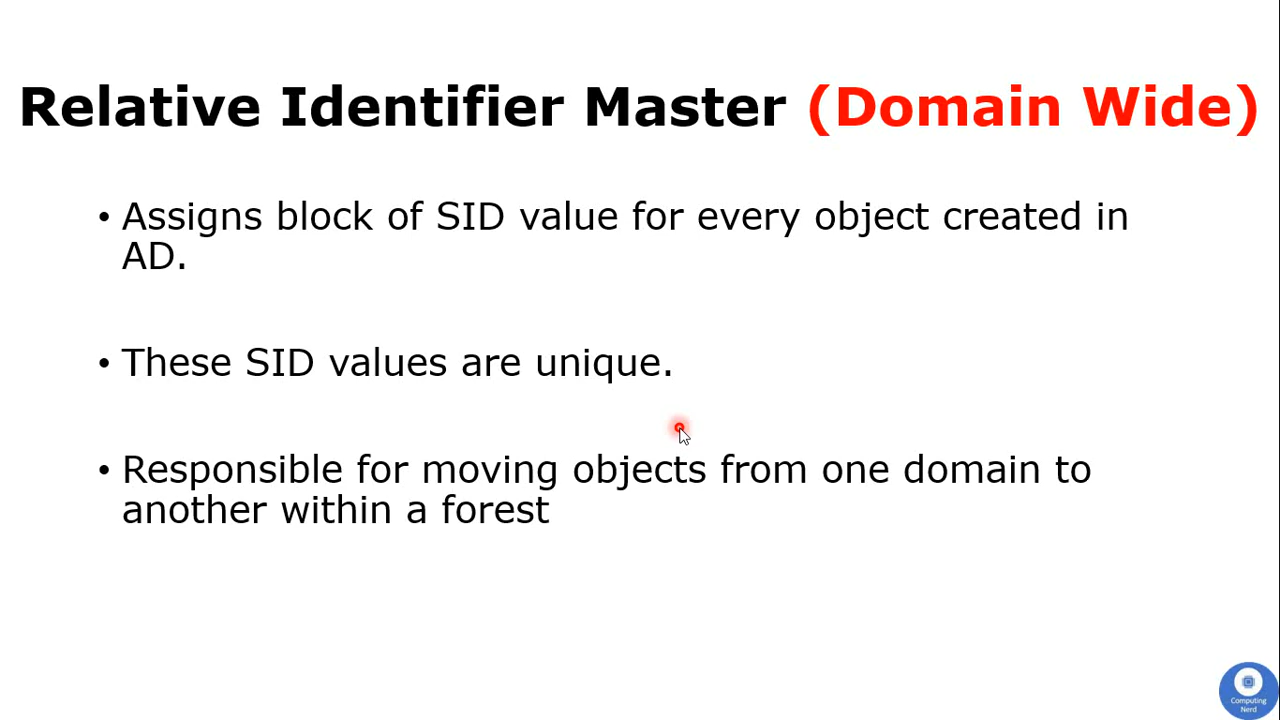 Relative Identifier Master (Domain Wide)
• Assigns block of SID value for every object created in
AD.
• These SID values are unique.
• Responsible for moving objects from one domain to
another within a forest
Computing
Nerd